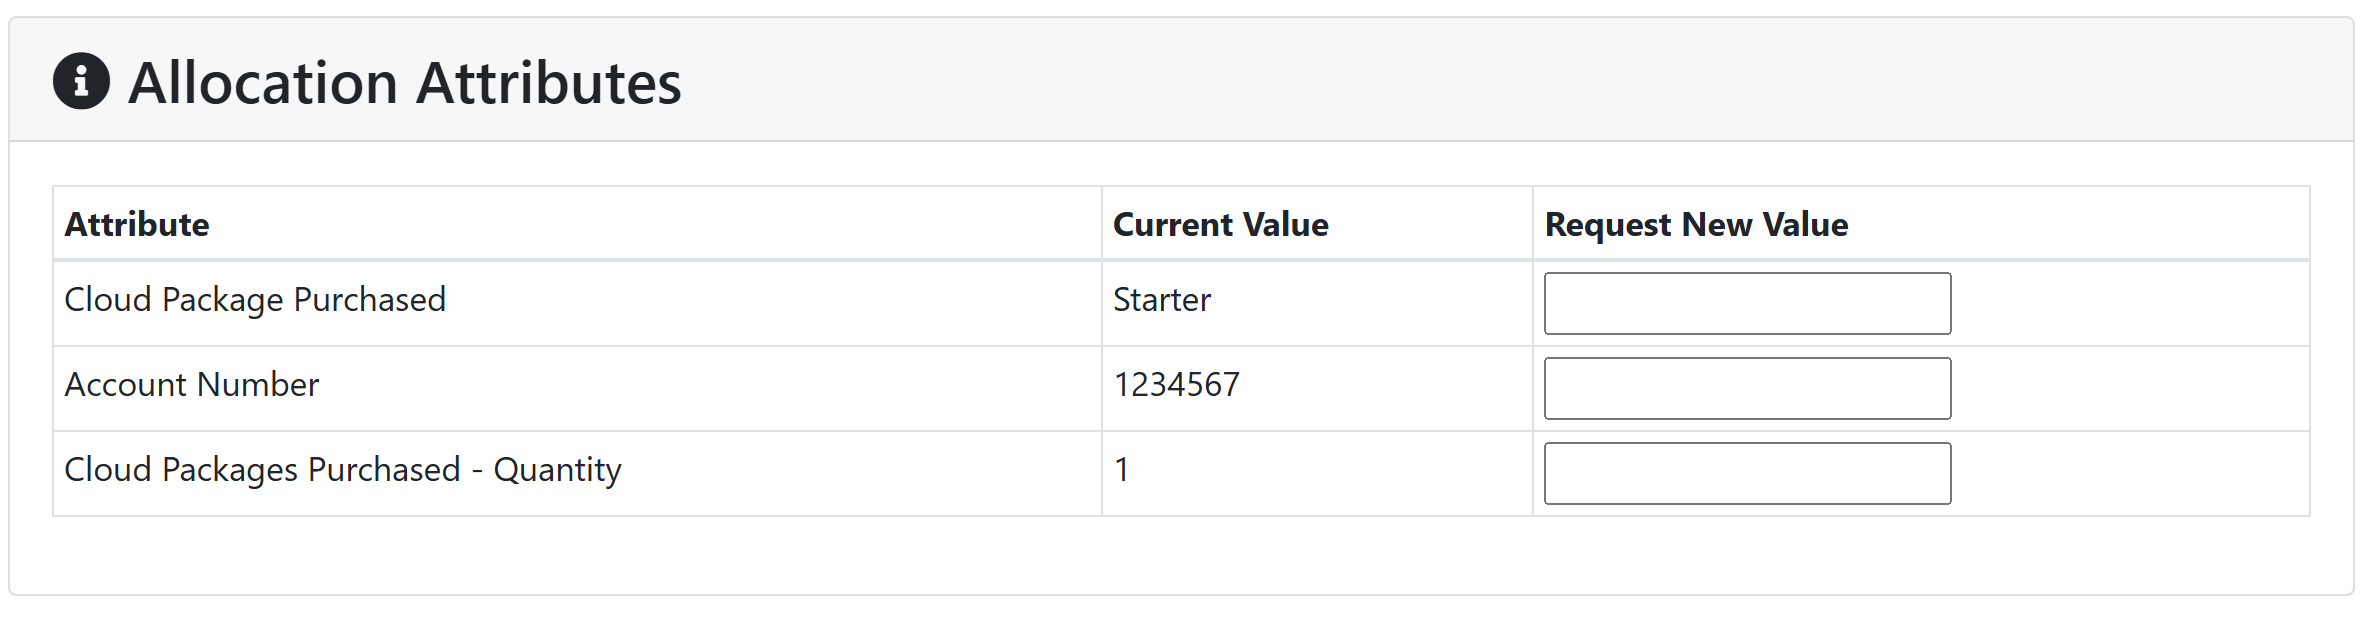 Allocation Attributes
Attribute Current Value Request New Value
Cloud Package Purchased Starter
Account Number 1234567
Cloud Packages Purchased - Quantity 1